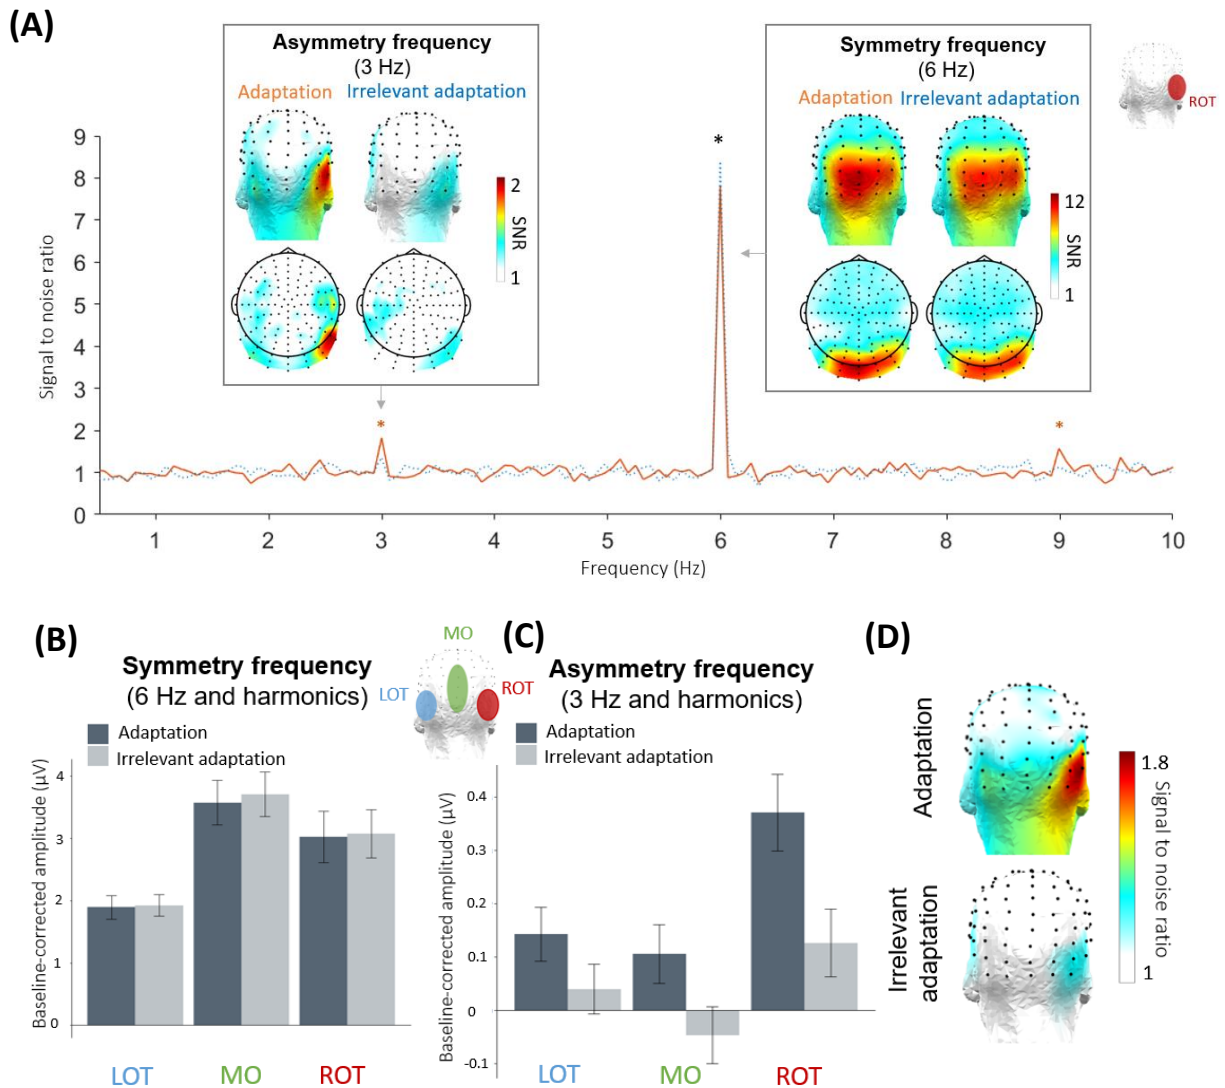 (A)
Asymmetry frequency
(3 Hz)
Adaptation Irrelevant adaptation
2
SNR
1
Symmetry frequency
(6 Hz)
Adaptation Irrelevant adaptation
12
SNR
1
ROT
Signal to noise ratio
9
8
7
6
5
4
3
2
1
0
*
*
*
1 2 3 4 5 6 7 8 9 10
Frequency (Hz)
(B)
Symmetry frequency
(6 Hz and harmonics)
Adaptation
Irrelevant adaptation
MO
LOT
ROT
Baseline-corrected amplitude (µV)
4
3
2
1
0
LOT MO ROT
(C)
Asymmetry frequency
(3 Hz and harmonics)
Adaptation
Irrelevant adaptation
Baseline-corrected amplitude (µV)
0.4
0.3
0.2
0.1
0
-0.1
LOT MO ROT
(D)
Adaptation
Irrelevant
adaptation
1.8
Signal to noise ratio
1